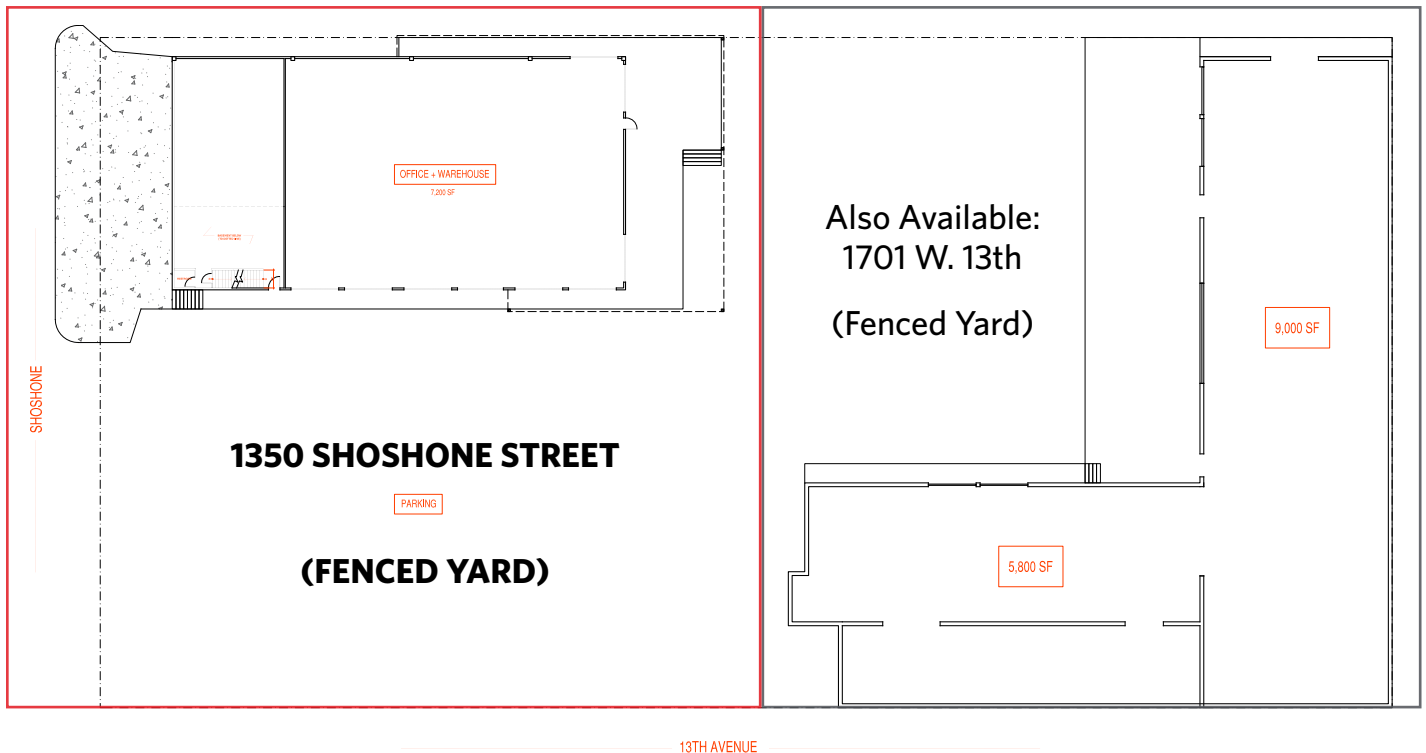 OFFICE + WAREHOUSE
7,200 SF
SHOSHONE
1350 SHOSHONE STREET
PARKING
(FENCED YARD)
Also Available:
1701 W. 13th
(Fenced Yard)
9,000 SF
5,800 SF
13TH AVENUE